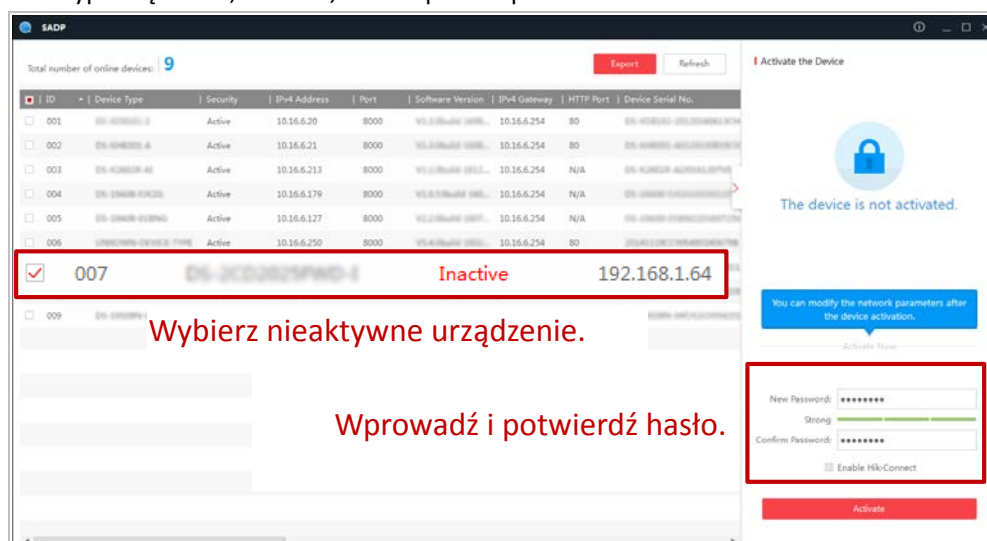 SADP
Total number of online devices: 9
Export
Refresh
ID | Device Type | Security | IPv4 Address | Port | Software Version | IPv4 Gateway | HTTP Port | Device Serial No.
001 Active 10.16.6.20 8000 10.16.6.254 80
002 Active 10.16.6.21 8000 10.16.6.254 80
003 Active 10.16.6.213 8000 10.16.6.254 N/A
004 Active 10.16.6.179 8000 10.16.6.254 N/A
005 Active 10.16.6.127 8000 10.16.6.254 N/A
006 Active 10.16.6.250 8000 10.16.6.254 80
007 Inactive 192.168.1.64
009
Wybierz nieaktywne urządzenie.
Wprowadź i potwierdź hasło.
Activate the Device
The device is not activated.
You can modify the network parameters after
the device activation.
Activate Now
New Password: ••••••••
Strong
Confirm Password: ••••••••
Enable Hik-Connect
Activate